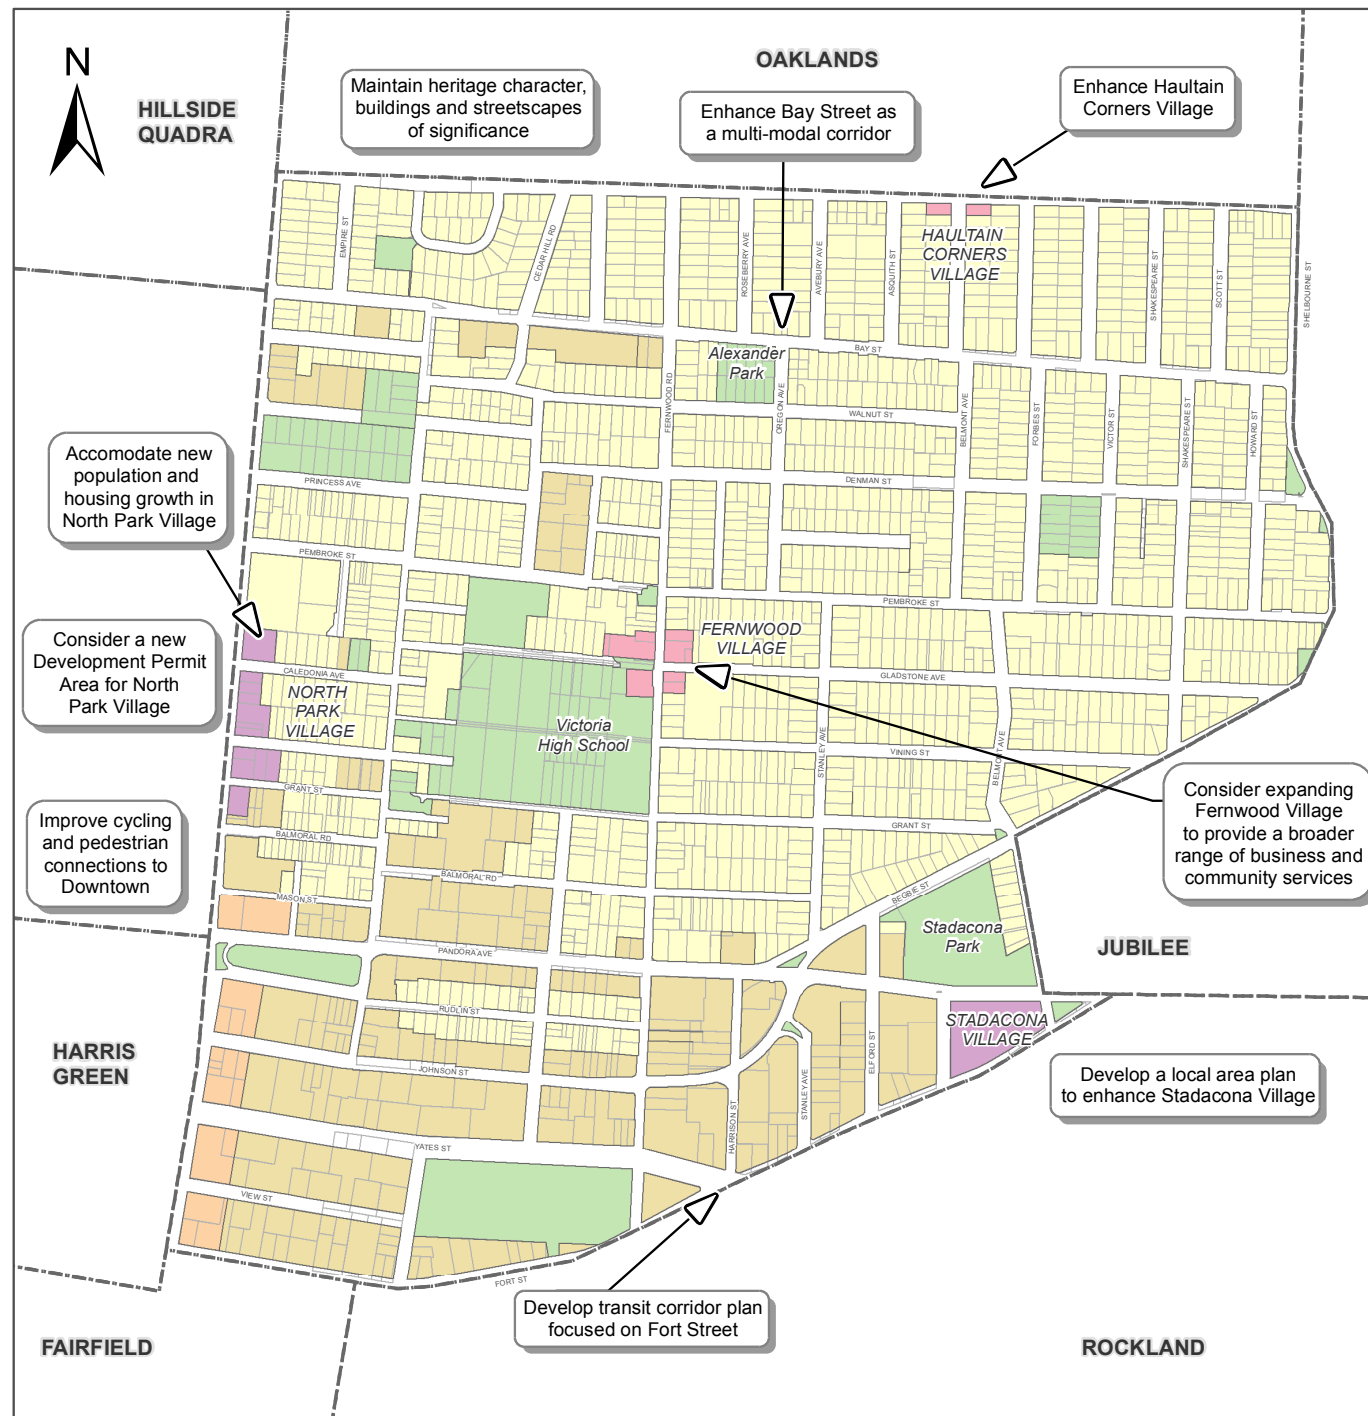 N
HILLSIDE
QUADRA
OAKLANDS
Maintain heritage character,
buildings and streetscapes
of significance
Enhance Bay Street as
a multi-modal corridor
Enhance Haultain
Corners Village
EMPIRE ST
CEDAR HILL RD
ROSEBERRY AVE
AVEBURY AVE
ASQUITH ST
HAULTAIN
CORNERS
VILLAGE
SHAKESPEARE ST
SCOTT ST
SHELBOURNE ST
BAY ST
Alexander
Park
FERNWOOD RD
OREGON AVE
WALNUT ST
BELMONT AVE
FORBES ST
VICTOR ST
SHAKESPEARE ST
HOWARD ST
Accomodate new
population and
housing growth in
North Park Village
PRINCESS AVE
DENMAN ST
PEMBROKE ST
PEMBROKE ST
Consider a new
Development Permit
Area for North
Park Village
FERNWOOD
VILLAGE
CALEDONIA AVE
GLADSTONE AVE
NORTH
PARK
VILLAGE
Victoria
High School
STANLEY AVE
VINING ST
BELMONT AVE
Consider expanding
Fernwood Village
to provide a broader
range of business and
community services
GRANT ST
GRANT ST
Improve cycling
and pedestrian
connections to
Downtown
BALMORAL RD
BALMORAL RD
BEGBIE ST
MASON ST
Stadacona
Park
JUBILEE
PANDORA AVE
RUDLIN ST
STADACONA
VILLAGE
HARRIS
GREEN
JOHNSON ST
ELFORD ST
STANLEY AVE
HARRISON ST
Develop a local area plan
to enhance Stadacona Village
YATES ST
VIEW ST
FORT ST
Develop transit corridor plan
focused on Fort Street
FAIRFIELD
ROCKLAND